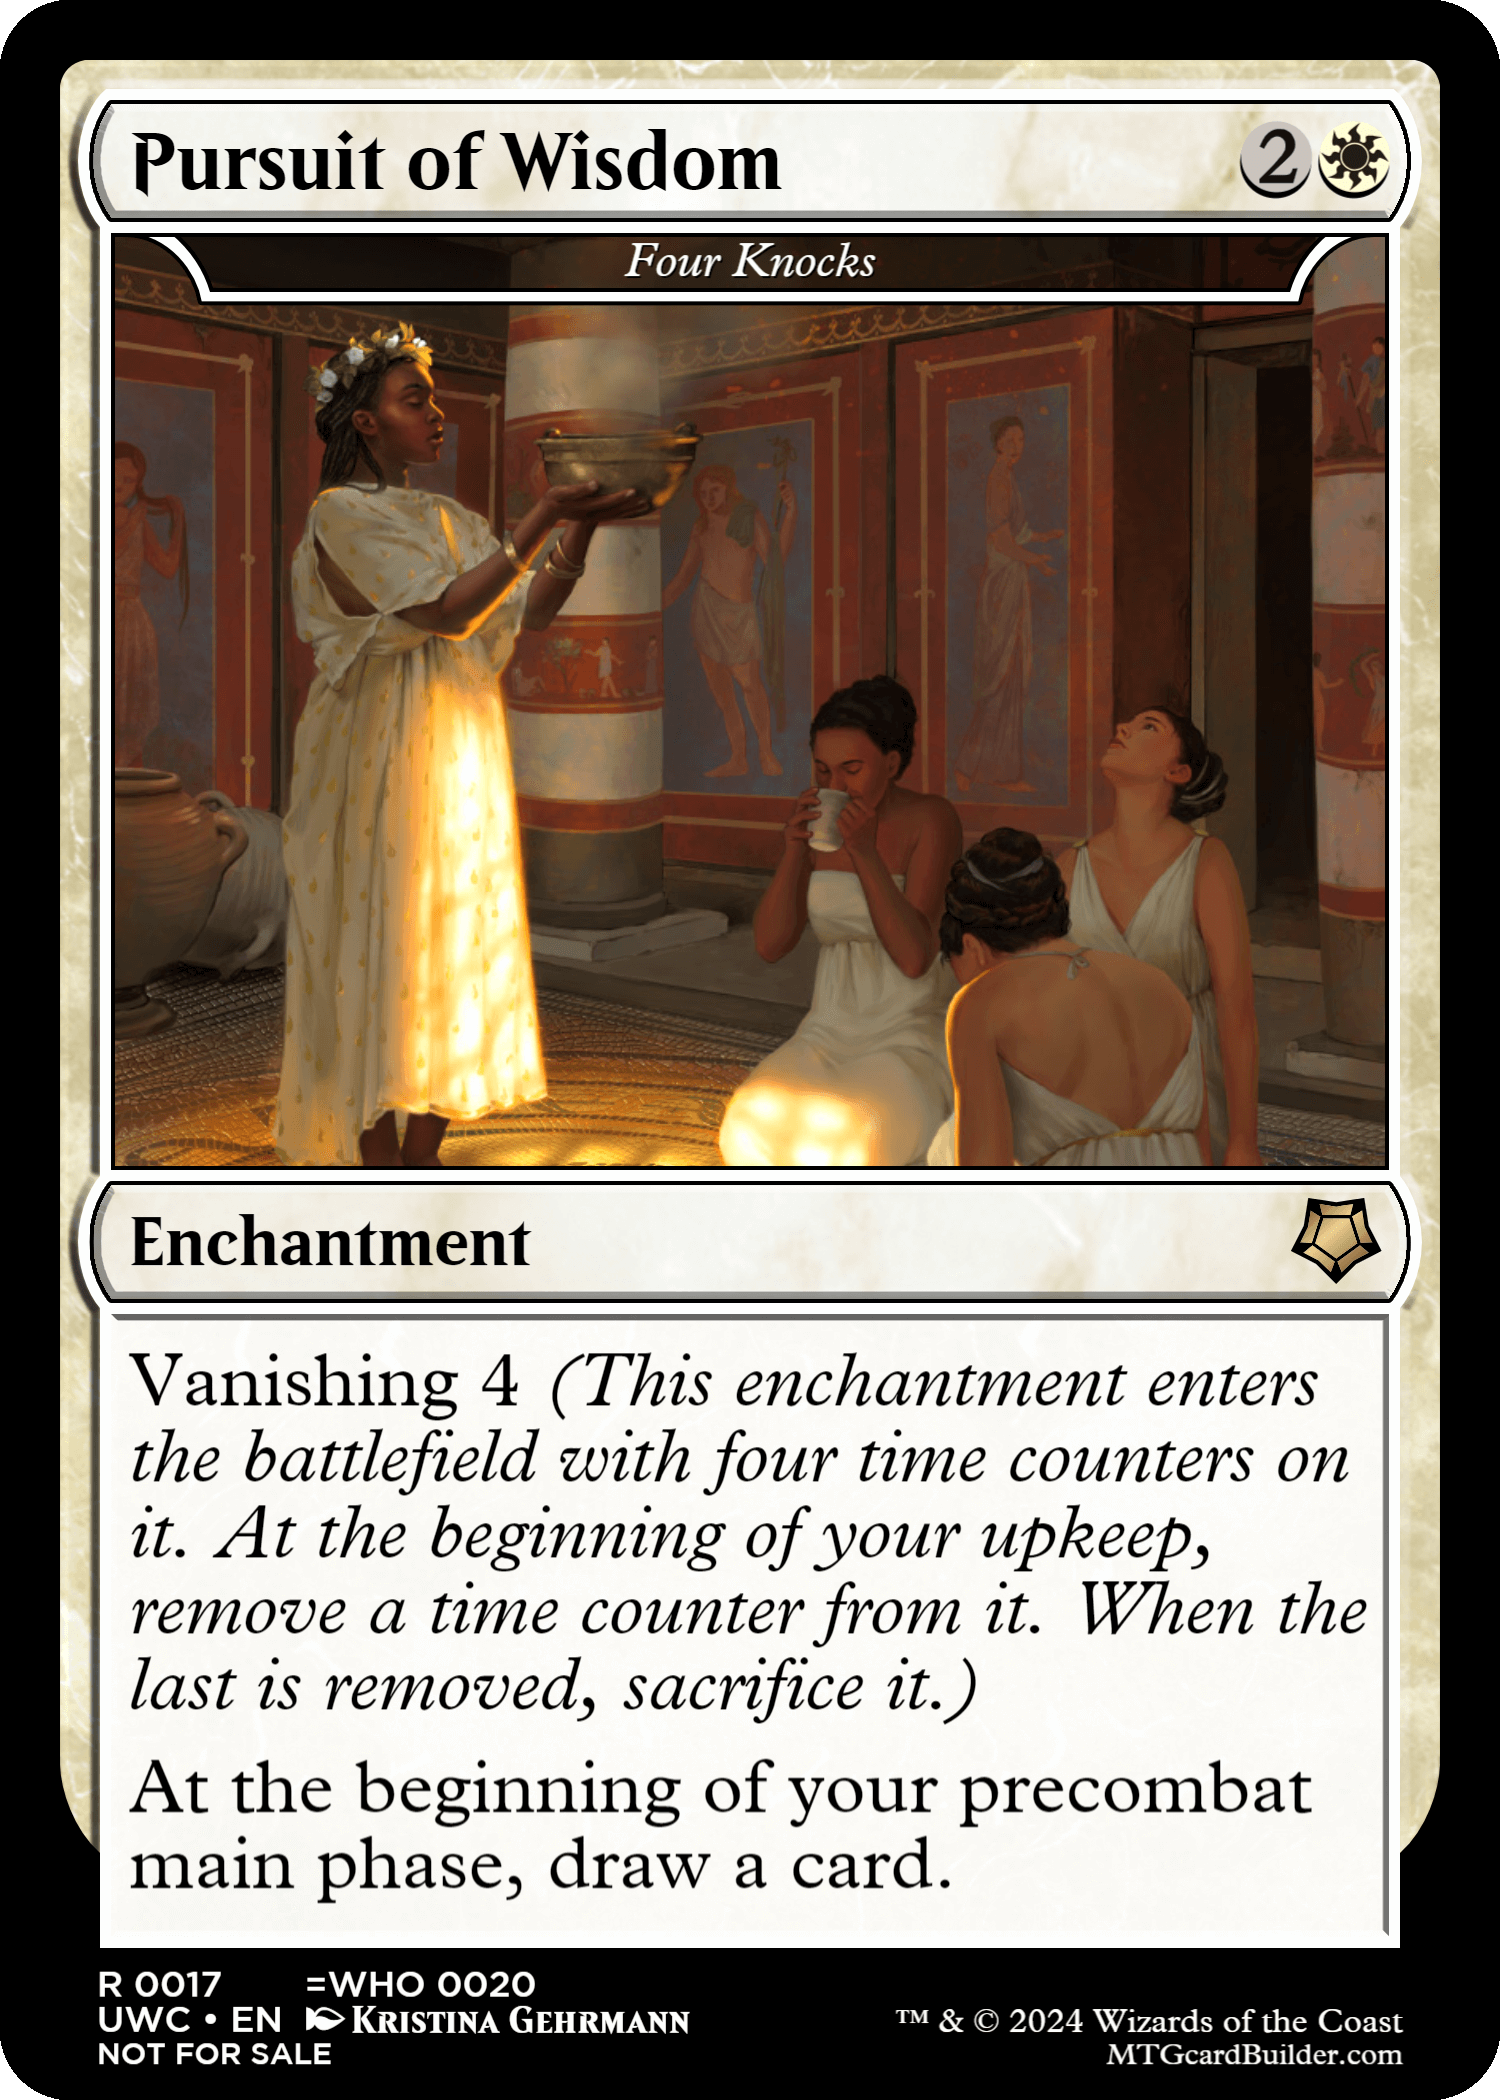 Pursuit of Wisdom 2
Four Knocks
Enchantment
Vanishing 4 (This enchantment enters
the battlefield with four time counters on
it. At the beginning of your upkeep,
remove a time counter from it. When the
last is removed, sacrifice it.)
At the beginning of your precombat
main phase, draw a card.
R 0017 =WHO 0020
UWC • EN Kristina Gehrmann
NOT FOR SALE
™ & © 2024 Wizards of the Coast
MTGcardBuilder.com